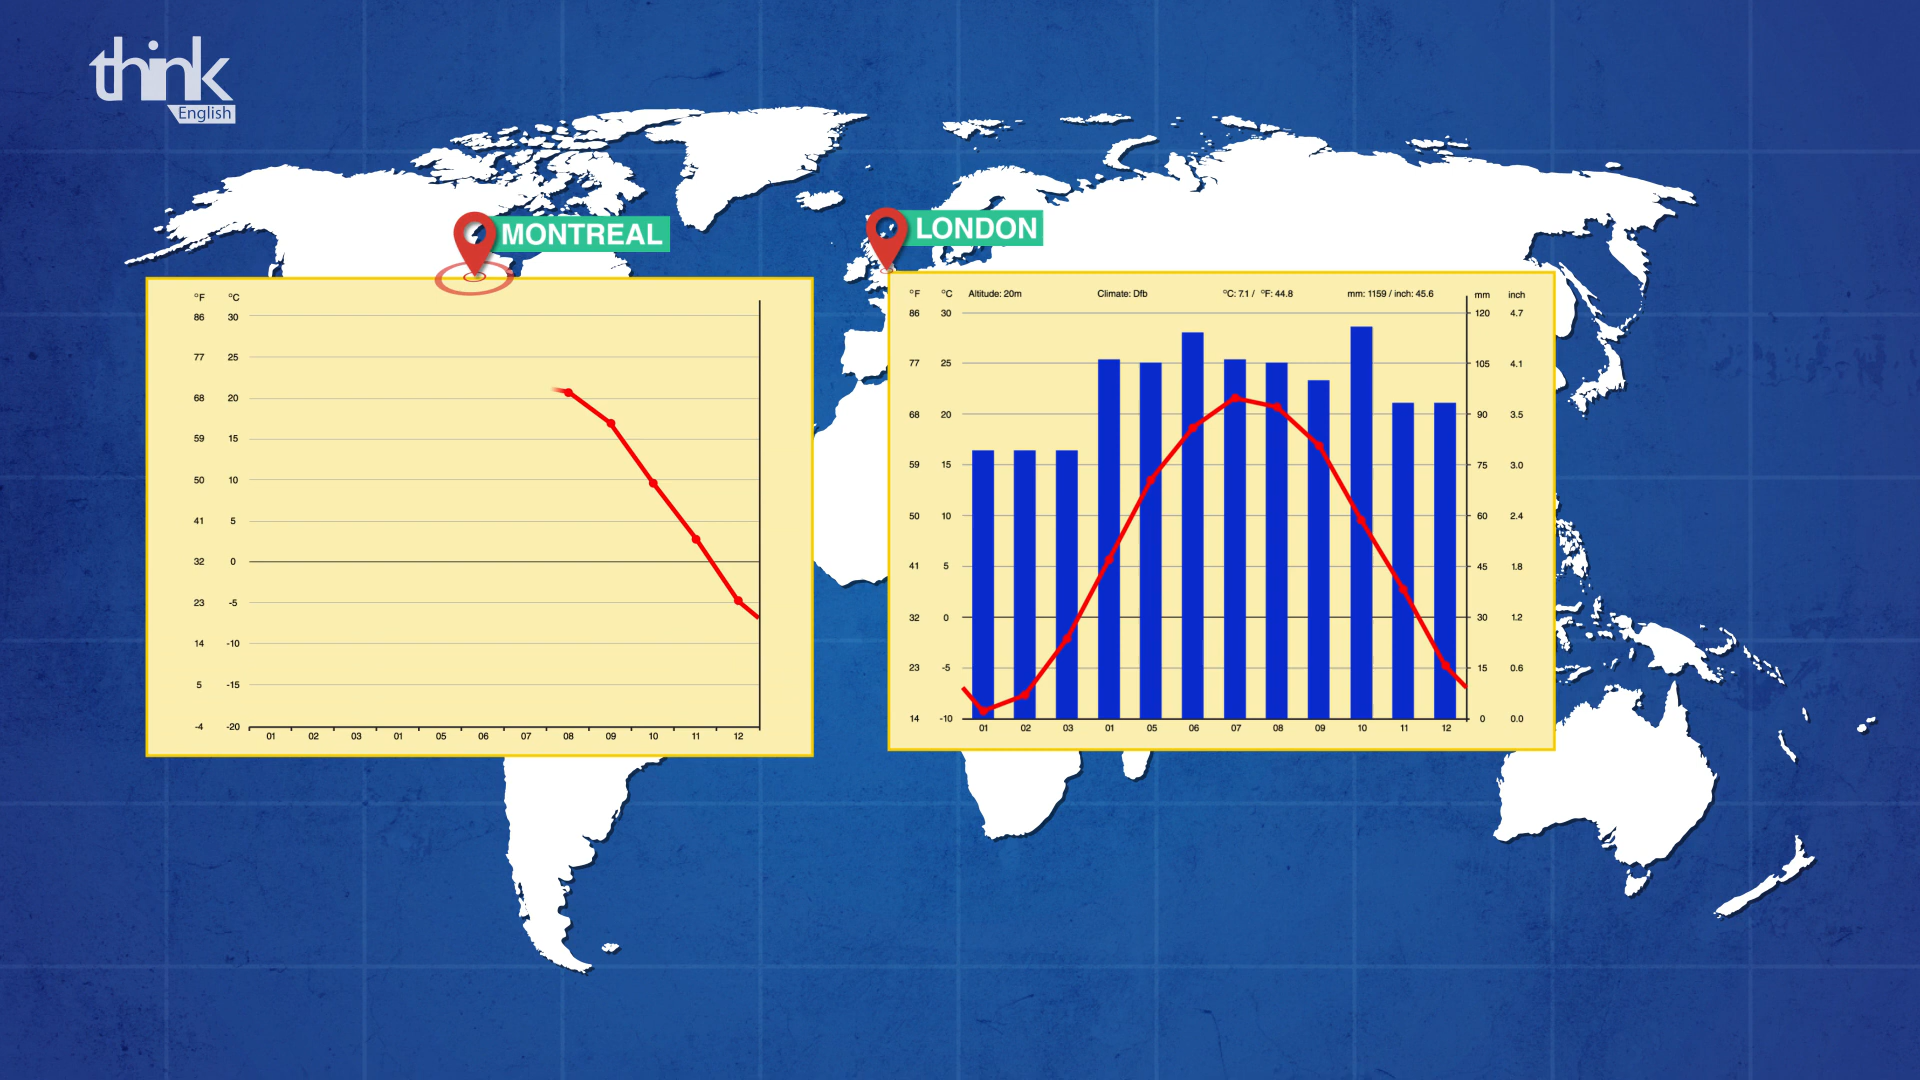 think
English
MONTREAL
LONDON
°F °C
86 30
77 25
68 20
59 15
50 10
41 5
32 0
23 -5
14 -10
5 -15
-4 -20
01 02 03 01 05 06 07 08 09 10 11 12
°F °C Altitude: 20m Climate: Dfb °C: 7.1 / °F: 44.8 mm: 1159 / inch: 45.6 mm inch
86 30 120 4.7
77 25 105 4.1
68 20 90 3.5
59 15 75 3.0
50 10 60 2.4
41 5 45 1.8
32 0 30 1.2
23 -5 15 0.6
14 -10 0 0.0
01 02 03 01 05 06 07 08 09 10 11 12